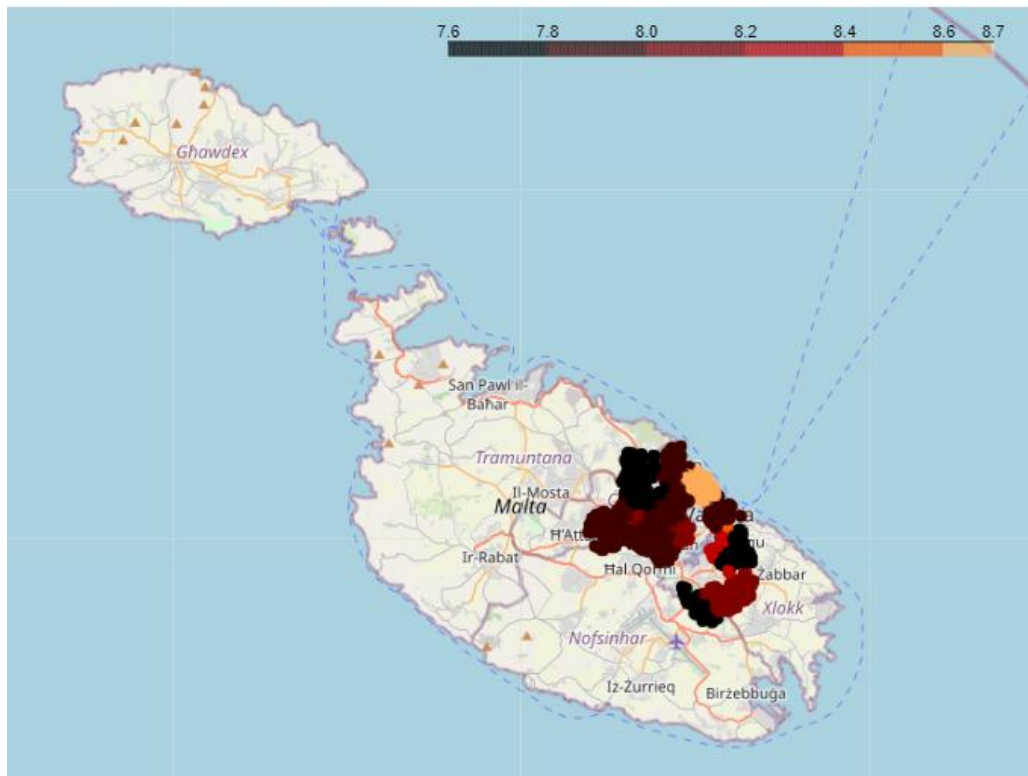 7.6 7.8 8.0 8.2 8.4 8.6 8.7
Għawdex
San Pawl il-
Baħar
Tramuntana
Il-Mosta
Malta
Ir-Rabat
Ħal Qormi
Żabbar
Xlokk
Nofsinhar
Iż-Żurrieq
Birżebbuġa